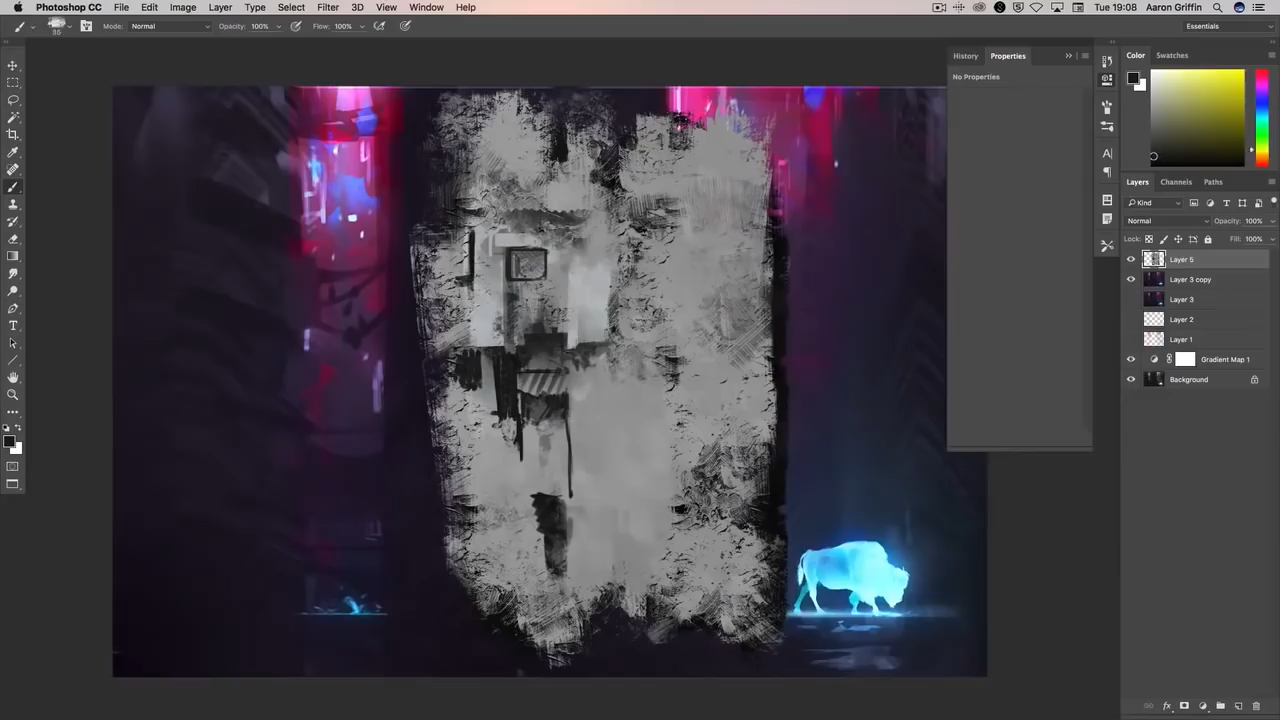 Photoshop CC File Edit Image Layer Type Select Filter 3D View Window Help Tue 19:08 Aaron Griffin
35 Mode: Normal Opacity: 100% Flow: 100% Essentials
History Properties
No Properties
Color Swatches
Layers Channels Paths
Kind
Normal Opacity: 100%
Lock: Fill: 100%
Layer 5
Layer 3 copy
Layer 3
Layer 2
Layer 1
Gradient Map 1
Background